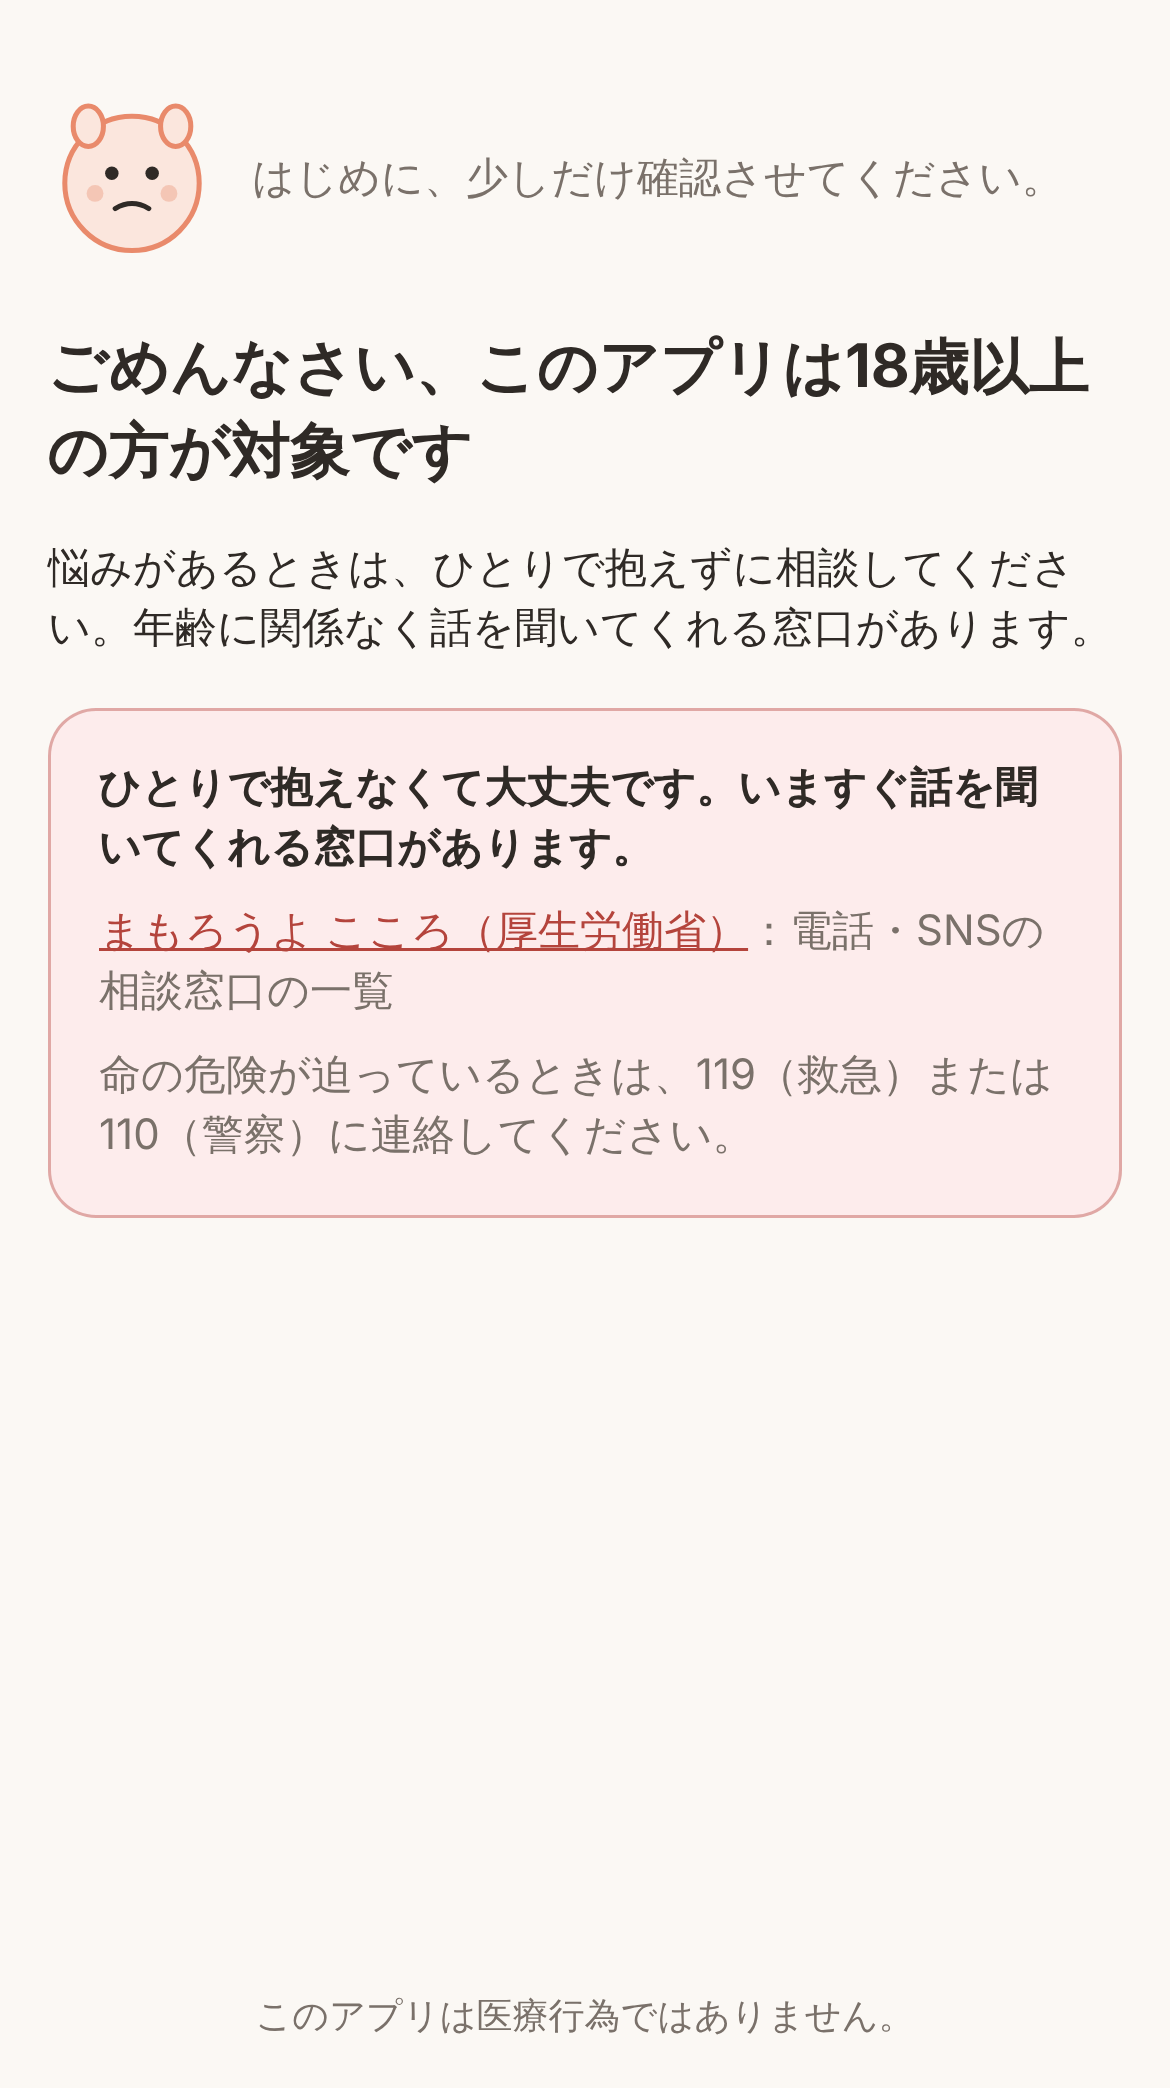 はじめに、少しだけ確認させてください。
ごめんなさい、このアプリは18歳以上
の方が対象です
悩みがあるときは、ひとりで抱えずに相談してくださ
い。年齢に関係なく話を聞いてくれる窓口があります。
ひとりで抱えなくて大丈夫です。いますぐ話を聞
いてくれる窓口があります。
まもろうよ こころ（厚生労働省）：電話・SNSの
相談窓口の一覧
命の危険が迫っているときは、119（救急）または
110（警察）に連絡してください。
このアプリは医療行為ではありません。